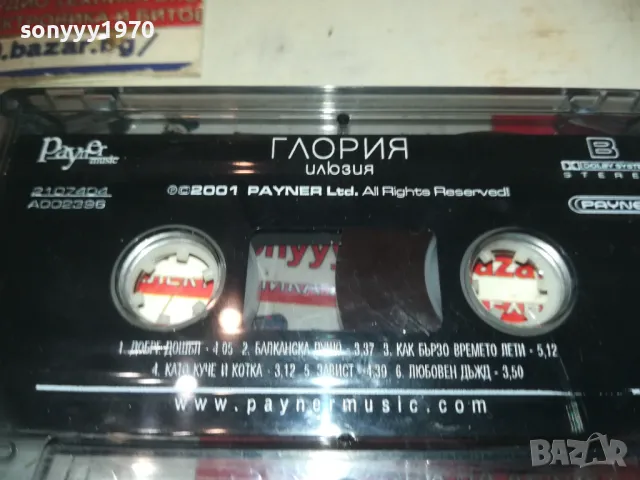 sonyyy1970
.bazar.bg/
Payner
music
ГЛОРИЯ
ИЛЮЗИЯ
B
DOLBY SYSTEM
STEREO
2107404
A002396
℗©2001 PAYNER Ltd. All Rights Reserved!
PAYNE
1. ДОБРЕ ДОШЪЛ - 4,05 2. БАЛКАНСКА - 3,37 3. КАК БЪРЗО ВРЕМЕТО ЛЕТИ - 5,12
4. КАТО КУЧЕ И КОТКА - 3,12 5. ЗАВИСТ - 4,39 6. ЛЮБОВЕН ДЪЖД - 3,50
www.paynermusic.com
BAZAR